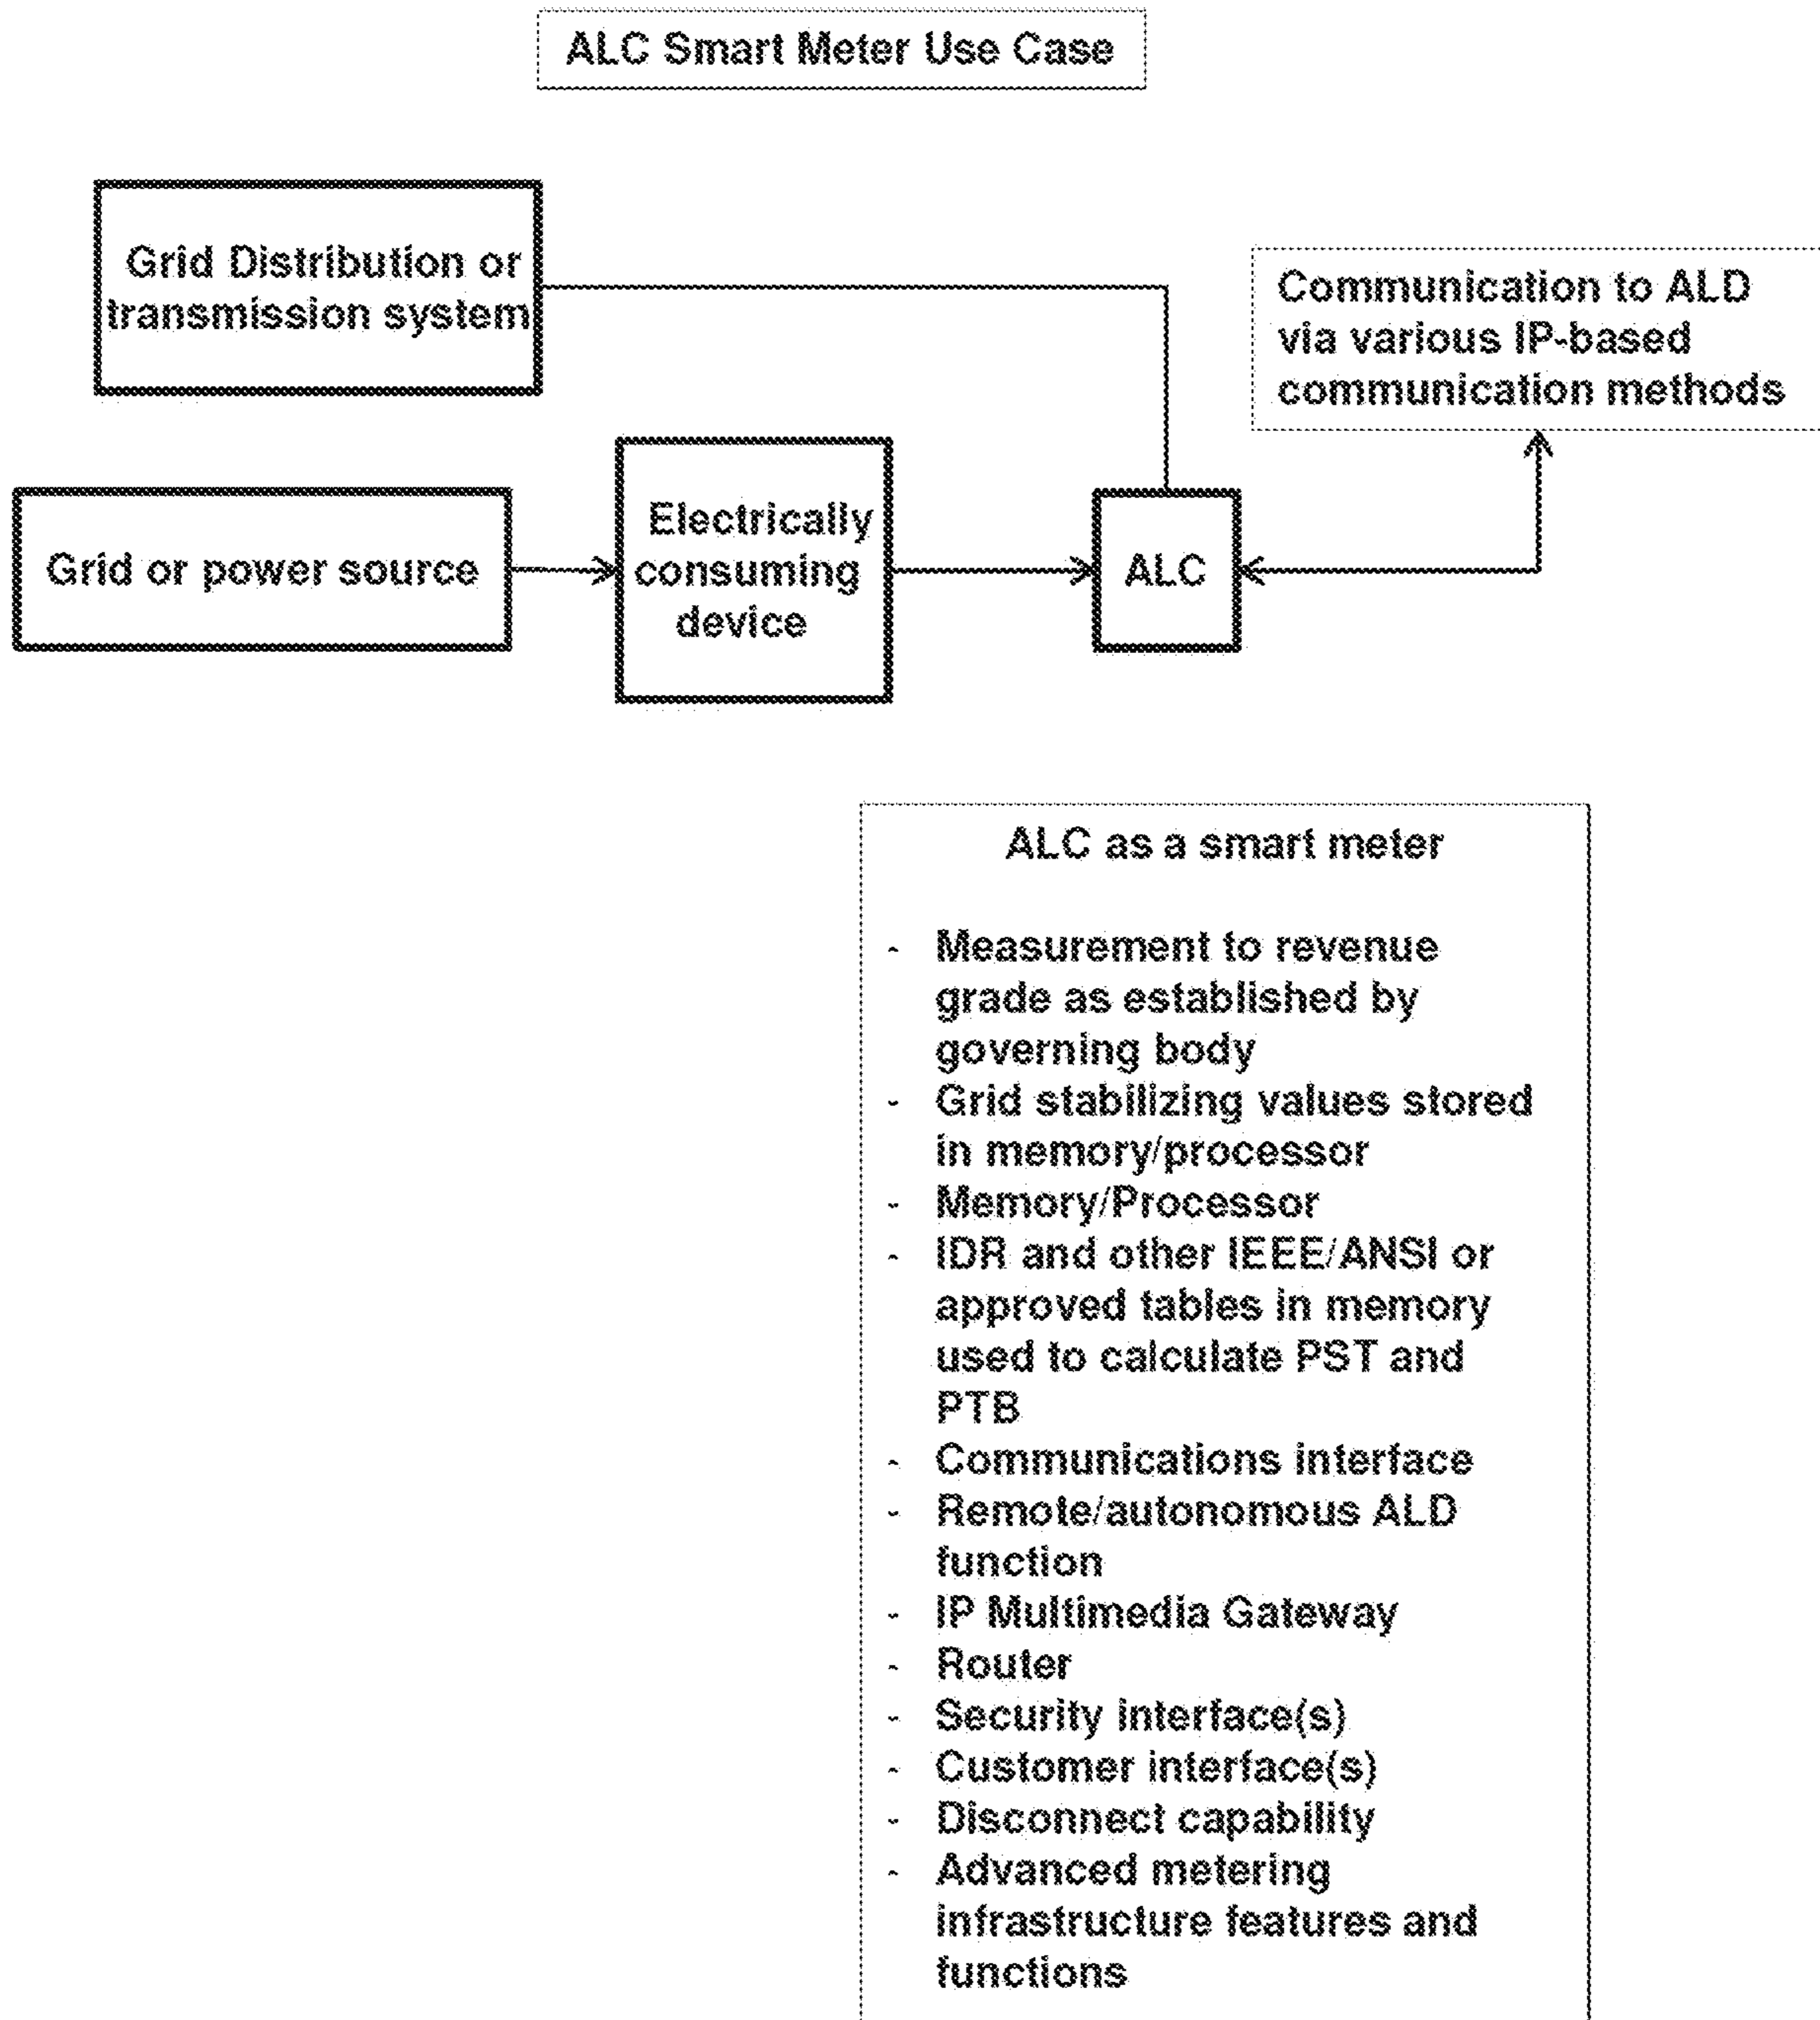 ALC Smart Meter Use Case
Grid Distribution or
transmission system
Communication to ALD
via various IP-based
communication methods
Grid or power source
Electrically
consuming
device
ALC
ALC as a smart meter
- Measurement to revenue
grade as established by
governing body
- Grid stabilizing values stored
in memory/processor
- Memory/Processor
- IDR and other IEEE/ANSI or
approved tables in memory
used to calculate PST and
PTB
- Communications interface
- Remote/autonomous ALD
function
- IP Multimedia Gateway
- Router
- Security interface(s)
- Customer interface(s)
- Disconnect capability
- Advanced metering
infrastructure features and
functions